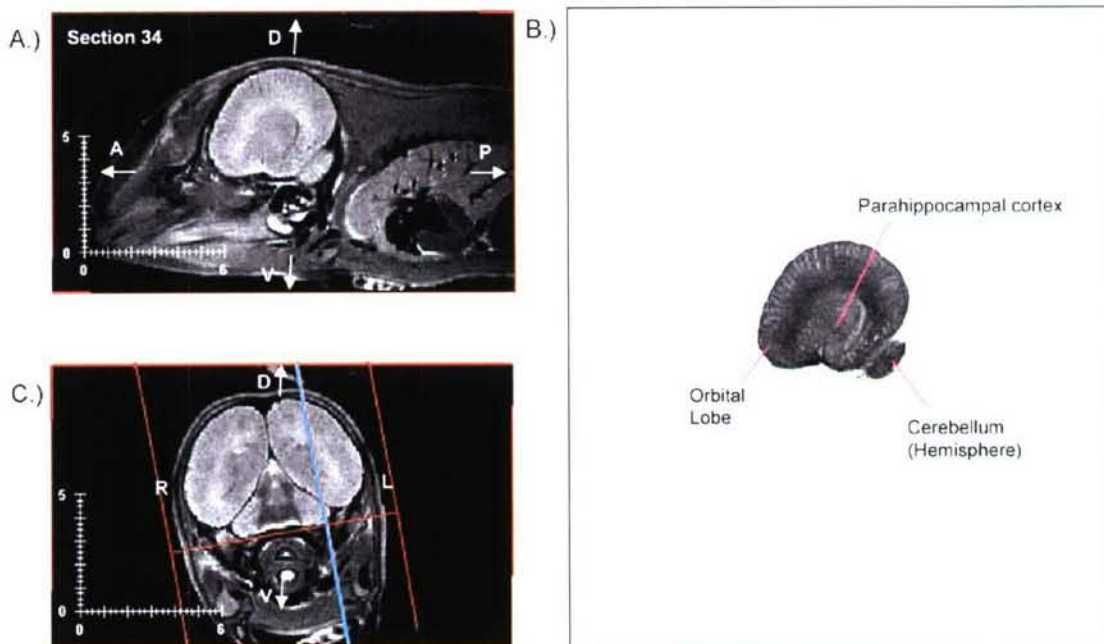 A.)
Section 34
D
A
P
V
5
0
0
6
B.)
Parahippocampal cortex
Orbital
Lobe
Cerebellum
(Hemisphere)
C.)
D
R
L
V
5
0
0
6